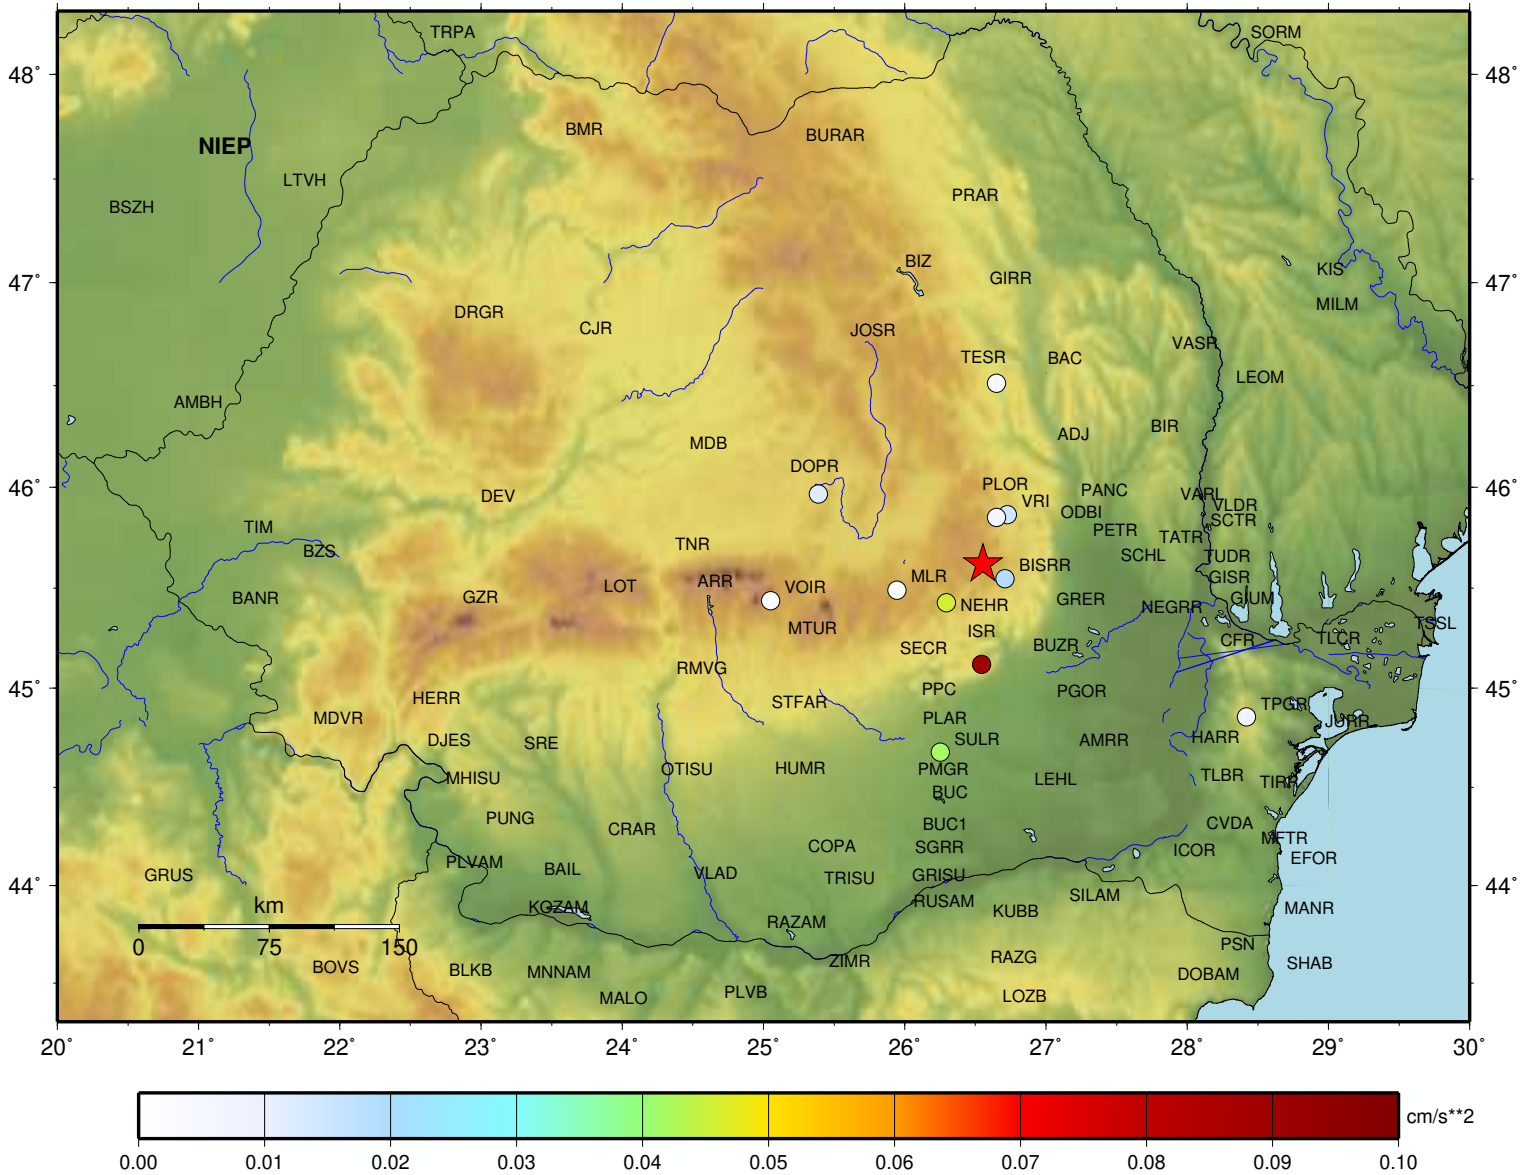 TRPA
SORM
48˚
48˚
BMR
BURAR
NIEP
LTVH
BSZH
PRAR
BIZ
KIS
47˚
GIRR
47˚
MILM
DRGR
CJR
JOSR
VASR
TESR
BAC
LEOM
AMBH
BIR
ADJ
MDB
DOPR
46˚
PLOR
46˚
DEV
PANC
VARL
VRI
VLDR
ODBI
SCTR
TIM
PETR
TATR
BZS
TNR
SCHL
TUDR
BISRR
MLR
GISR
ARR
VOIR
LOT
BANR
GZR
GRER
GIUM
NEHR
NEGRR
TSSL
MTUR
ISR
CFR
TLCR
SECR
BUZR
RMVG
45˚
PPC
PGOR
45˚
HERR
STFAR
TPGR
MDVR
PLAR
JURR
DJES
SRE
SULR
AMRR
HARR
OTISU
HUMR
PMGR
MHISU
LEHL
TLBR
TIRR
BUC
PUNG
CRAR
BUC1
CVDA
MFTR
COPA
SGRR
ICOR
EFOR
PLVAM
BAIL
VLAD
GRUS
TRISU
GRISU
44˚
44˚
SILAM
RUSAM
KOZAM
km
KUBB
MANR
RAZAM
0
75
150
PSN
RAZG
ZIMR
SHAB
BOVS
BLKB
MNNAM
DOBAM
PLVB
MALO
LOZB
20˚
21˚
22˚
23˚
24˚
25˚
26˚
27˚
28˚
29˚
30˚
cm/s**2
0.00
0.01
0.02
0.03
0.04
0.05
0.06
0.07
0.08
0.09
0.10